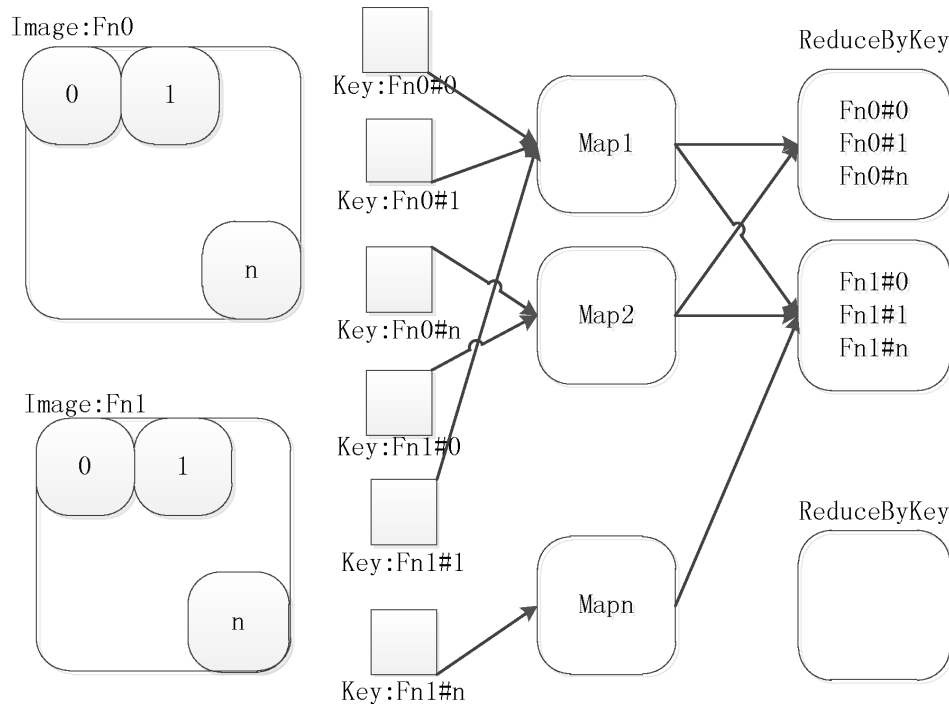 Image:Fn0
0
1
n
Image:Fn1
0
1
n
Key:Fn0#0
Key:Fn0#1
Key:Fn0#n
Key:Fn1#0
Key:Fn1#1
Key:Fn1#n
Map1
Map2
Mapn
ReduceByKey
Fn0#0
Fn0#1
Fn0#n
Fn1#0
Fn1#1
Fn1#n
ReduceByKey